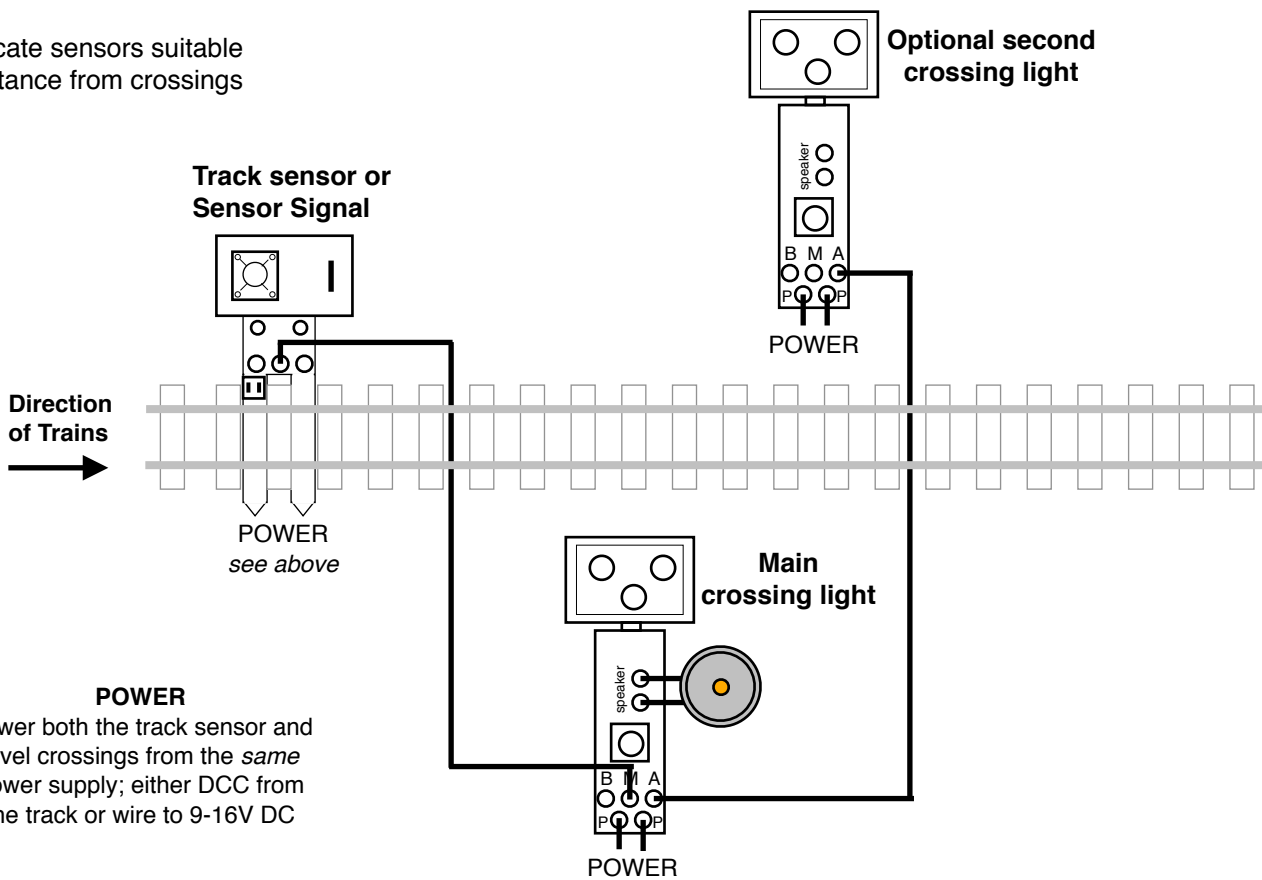 cate sensors suitable
tance from crossings
Optional second
crossing light
speaker
B M A
P P
POWER
Track sensor or
Sensor Signal
Direction
of Trains
POWER
see above
Main
crossing light
speaker
B M A
P P
POWER
POWER
wer both the track sensor and
vel crossings from the same
ower supply; either DCC from
he track or wire to 9-16V DC